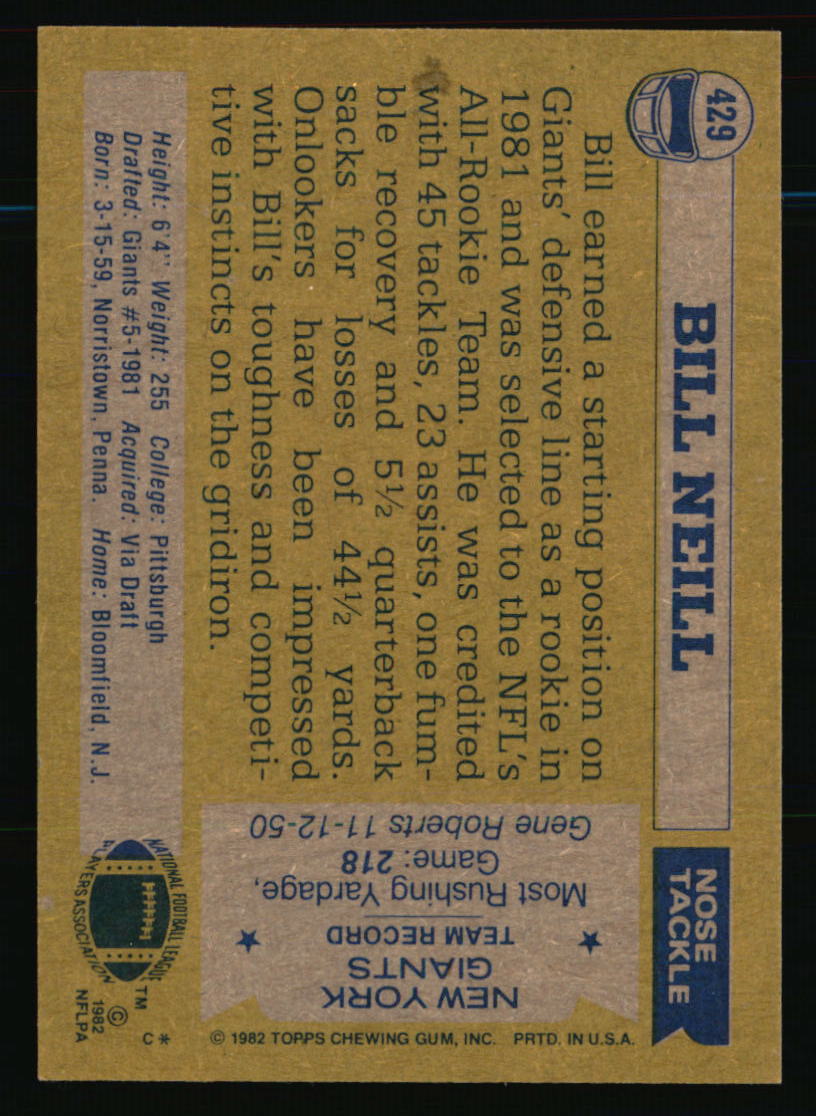 429
BILL NEILL
NOSE
TACKLE
Bill earned a starting position on
Giants' defensive line as a rookie in
1981 and was selected to the NFL's
All-Rookie Team. He was credited
with 45 tackles, 23 assists, one fum-
ble recovery and 5½ quarterback
sacks for losses of 44½ yards.
Onlookers have been impressed
with Bill's toughness and competi-
tive instincts on the gridiron.
NEW YORK
GIANTS
TEAM RECORD
Most Rushing Yardage,
Game: 218
Gene Roberts 11-12-50
Height: 6'4" Weight: 255 College: Pittsburgh
Drafted: Giants #5-1981 Acquired: Via Draft
Born: 3-15-59, Norristown, Penna. Home: Bloomfield, N.J.
NATIONAL FOOTBALL LEAGUE
PLAYERS ASSOCIATION
TM
©
1982
NFLPA
C*
© 1982 TOPPS CHEWING GUM, INC. PRTD. IN U.S.A.